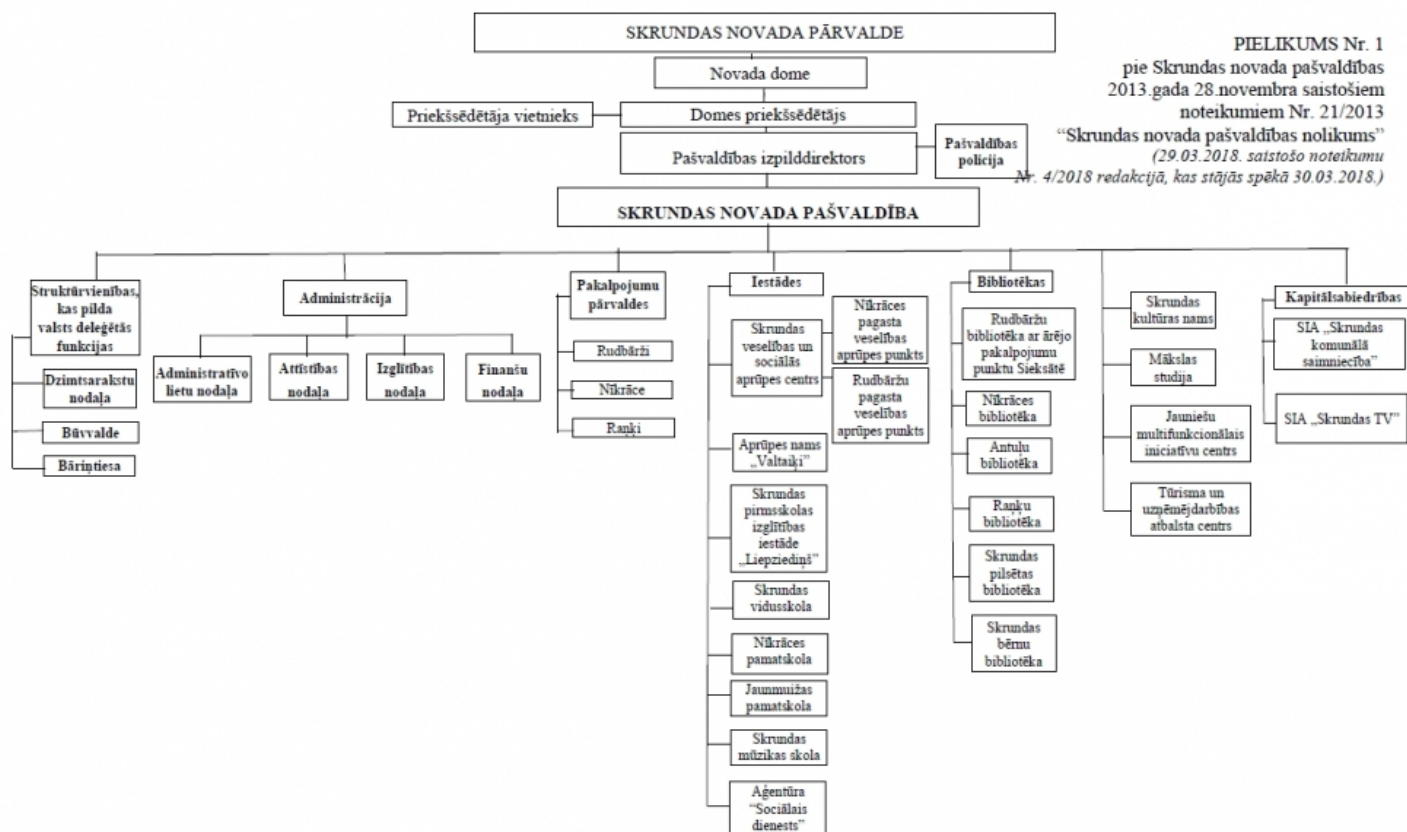 SKRUNDAS NOVADA PĀRVALDE
Novada dome
Priekšsēdētāja vietnieks
Domes priekšsēdētājs
Pašvaldības izpilddirektors
Pašvaldības
policija
PIELIKUMS Nr. 1
pie Skrundas novada pašvaldības
2013.gada 28.novembra saistošiem
noteikumiem Nr. 21/2013
“Skrundas novada pašvaldības nolikums”
(29.03.2018. saistošo noteikumu
Nr. 4/2018 redakcijā, kas stājās spēkā 30.03.2018.)
SKRUNDAS NOVADA PAŠVALDĪBA
Struktūrvienības,
kas pilda
valsts deleģētās
funkcijas
Dzimtsarakstu
nodaļa
Būvvalde
Bāriņtiesa
Administrācija
Administratīvo
lietu nodaļa
Attīstības
nodaļa
Izglītības
nodaļa
Finanšu
nodaļa
Pakalpojumu
pārvaldes
Rudbārži
Nīkrāce
Raņķi
Iestādes
Skrundas
veselības un
sociālās
aprūpes centrs
Nīkrāces
pagasta
veselības
aprūpes punkts
Rudbāržu
pagasta
veselības
aprūpes punkts
Aprūpes nams
„Valtaiķi”
Skrundas
pirmsskolas
izglītības
iestāde
„Liepziediņš”
Skrundas
vidusskola
Nīkrāces
pamatskola
Jaunmuižas
pamatskola
Skrundas
mūzikas skola
Aģentūra
“Sociālais
dienests”
Bibliotēkas
Rudbāržu
bibliotēka ar ārējo
pakalpojumu
punktu Sieksātē
Nīkrāces
bibliotēka
Antuļu
bibliotēka
Raņķu
bibliotēka
Skrundas
pilsētas
bibliotēka
Skrundas
bērnu
bibliotēka
Skrundas
kultūras nams
Mākslas
studija
Jauniešu
multifunkcionālais
iniciatīvu centrs
Tūrisma un
uzņēmējdarbības
atbalsta centrs
Kapitālsabiedrības
SIA „Skrundas
komunālā
saimniecība”
SIA „Skrundas TV”